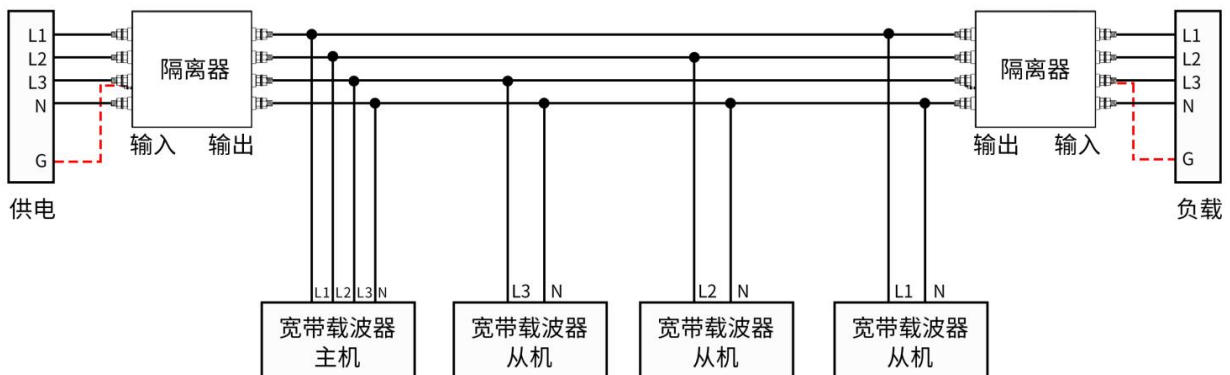 L1
L2
L3
N
G
供电
隔离器
输入 输出
隔离器
输出 输入
L1
L2
L3
N
G
负载
L1 L2 L3 N
宽带载波器
主机
L3 N
宽带载波器
从机
L2 N
宽带载波器
从机
L1 N
宽带载波器
从机